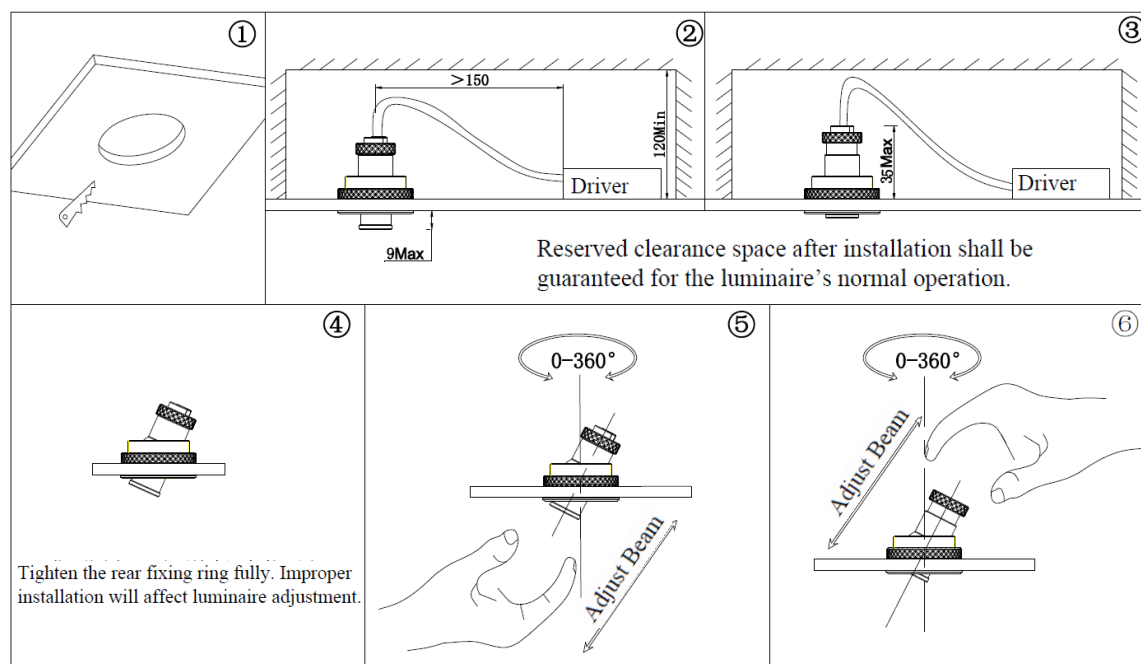 ①
②
③
>150
120Min
Driver
9Max
35Max
Driver
Reserved clearance space after installation shall be
guaranteed for the luminaire’s normal operation.
④
Tighten the rear fixing ring fully. Improper
installation will affect luminaire adjustment.
⑤
0-360°
Adjust Beam
⑥
0-360°
Adjust Beam